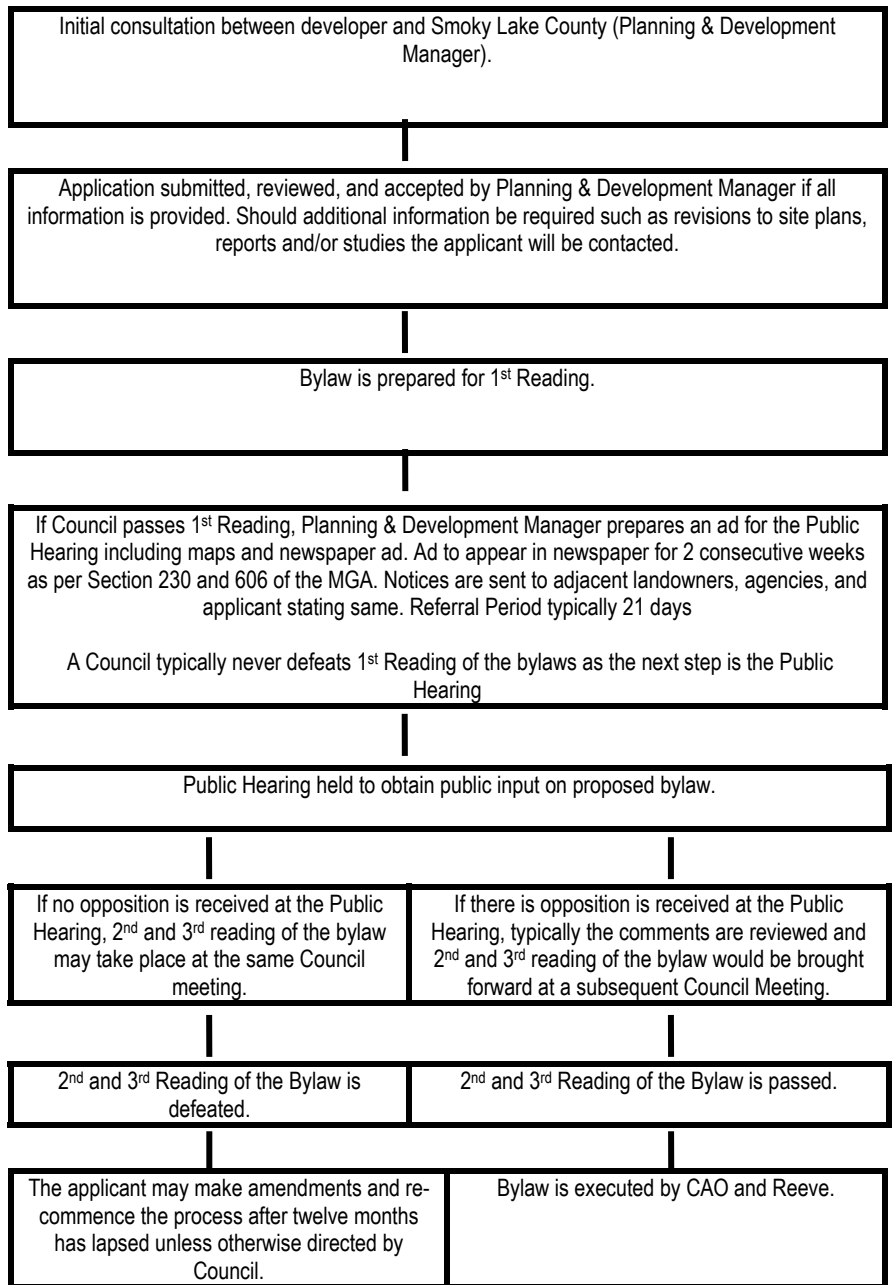 Initial consultation between developer and Smoky Lake County (Planning & Development
Manager).
Application submitted, reviewed, and accepted by Planning & Development Manager if all
information is provided. Should additional information be required such as revisions to site plans,
reports and/or studies the applicant will be contacted.
Bylaw is prepared for 1st Reading.
If Council passes 1st Reading, Planning & Development Manager prepares an ad for the Public
Hearing including maps and newspaper ad. Ad to appear in newspaper for 2 consecutive weeks
as per Section 230 and 606 of the MGA. Notices are sent to adjacent landowners, agencies, and
applicant stating same. Referral Period typically 21 days
A Council typically never defeats 1st Reading of the bylaws as the next step is the Public
Hearing
Public Hearing held to obtain public input on proposed bylaw.
If no opposition is received at the Public
Hearing, 2nd and 3rd reading of the bylaw
may take place at the same Council
meeting.
If there is opposition is received at the Public
Hearing, typically the comments are reviewed and
2nd and 3rd reading of the bylaw would be brought
forward at a subsequent Council Meeting.
2nd and 3rd Reading of the Bylaw is
defeated.
2nd and 3rd Reading of the Bylaw is passed.
The applicant may make amendments and re-
commence the process after twelve months
has lapsed unless otherwise directed by
Council.
Bylaw is executed by CAO and Reeve.